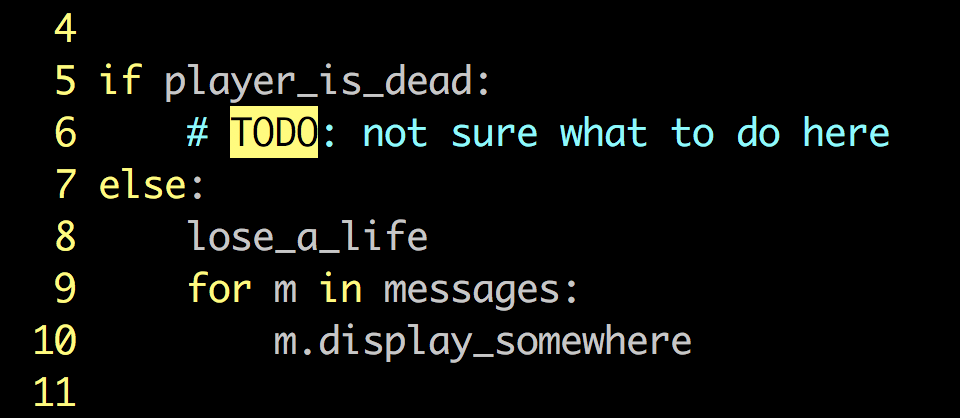 4
5 if player_is_dead:
6     # TODO: not sure what to do here
7 else:
8     lose_a_life
9     for m in messages:
10         m.display_somewhere
11